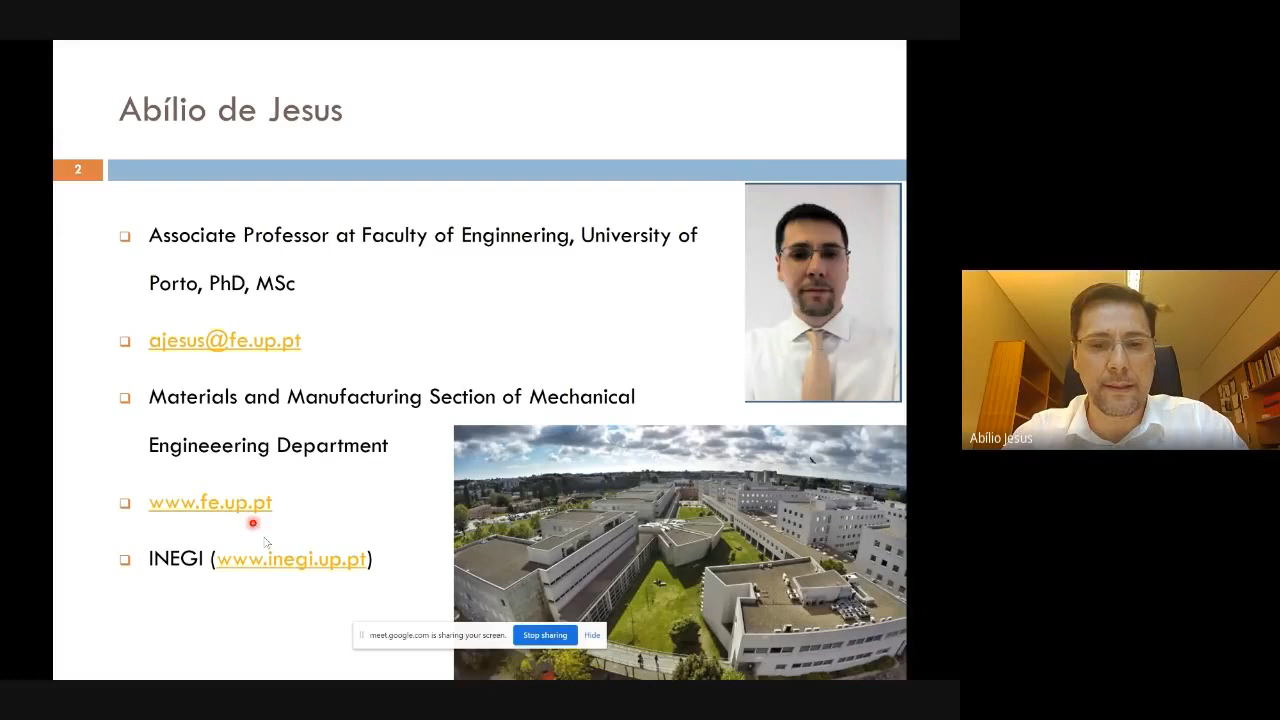 Abílio de Jesus
2
Associate Professor at Faculty of Enginnering, University of
Porto, PhD, MSc
ajesus@fe.up.pt
Materials and Manufacturing Section of Mechanical
Engineeering Department
www.fe.up.pt
INEGI (www.inegi.up.pt)
meet.google.com is sharing your screen. Stop sharing Hide
Abílio Jesus